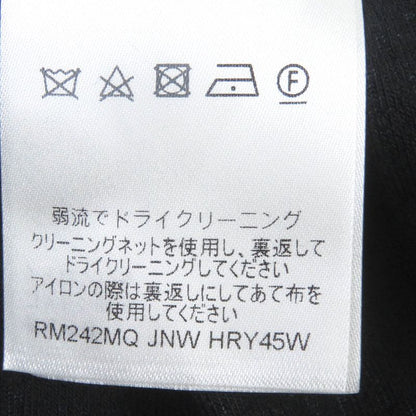 F
弱流でドライクリーニング
クリーニングネットを使用し、裏返して
ドライクリーニングしてください
アイロンの際は裏返しにしてあて布を
使用してください
RM242MQ JNW HRY45W